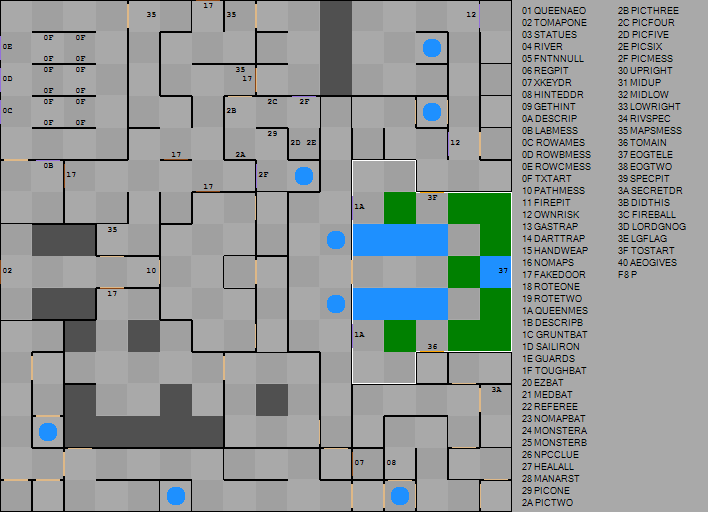 17
35 35 12
0F 0F
0E
0F 0F
0F 0F 35
0D 17
0F 0F
0F 0F 2C 2F
0C 2B
0F 0F
29
2D 2E 12
17 2A
0B
17 2F
17
3F
1A
35
02 10 37
17
1A
36
3A
07 08
01 QUEENAEO
02 TOMAPONE
03 STATUES
04 RIVER
05 FNTNNULL
06 REGPIT
07 XKEYDR
08 HINTEDDR
09 GETHINT
0A DESCRIP
0B LABMESS
0C ROWAMES
0D ROWBMESS
0E ROWCMESS
0F TXTART
10 PATHMESS
11 FIREPIT
12 OWNRISK
13 GASTRAP
14 DARTTRAP
15 HANDWEAP
16 NOMAPS
17 FAKEDOOR
18 ROTEONE
19 ROTETWO
1A QUEENMES
1B DESCRIPB
1C GRUNTBAT
1D SAILIRON
1E GUARDS
1F TOUGHBAT
20 EZBAT
21 MEDBAT
22 REFEREE
23 NOMAPBAT
24 MONSTERA
25 MONSTERB
26 NPCCLUE
27 HEALALL
28 MANARST
29 PICONE
2A PICTWO
2B PICTHREE
2C PICFOUR
2D PICFIVE
2E PICSIX
2F PICMESS
30 UPRIGHT
31 MIDUP
32 MIDLOW
33 LOWRIGHT
34 RIVSPEC
35 MAPSMESS
36 TOMAIN
37 EOGTELE
38 EOGTWO
39 SPECPIT
3A SECRETDR
3B DIDTHIS
3C FIREBALL
3D LORDGNOG
3E LGFLAG
3F TOSTART
40 AEOGIVES
F8 P